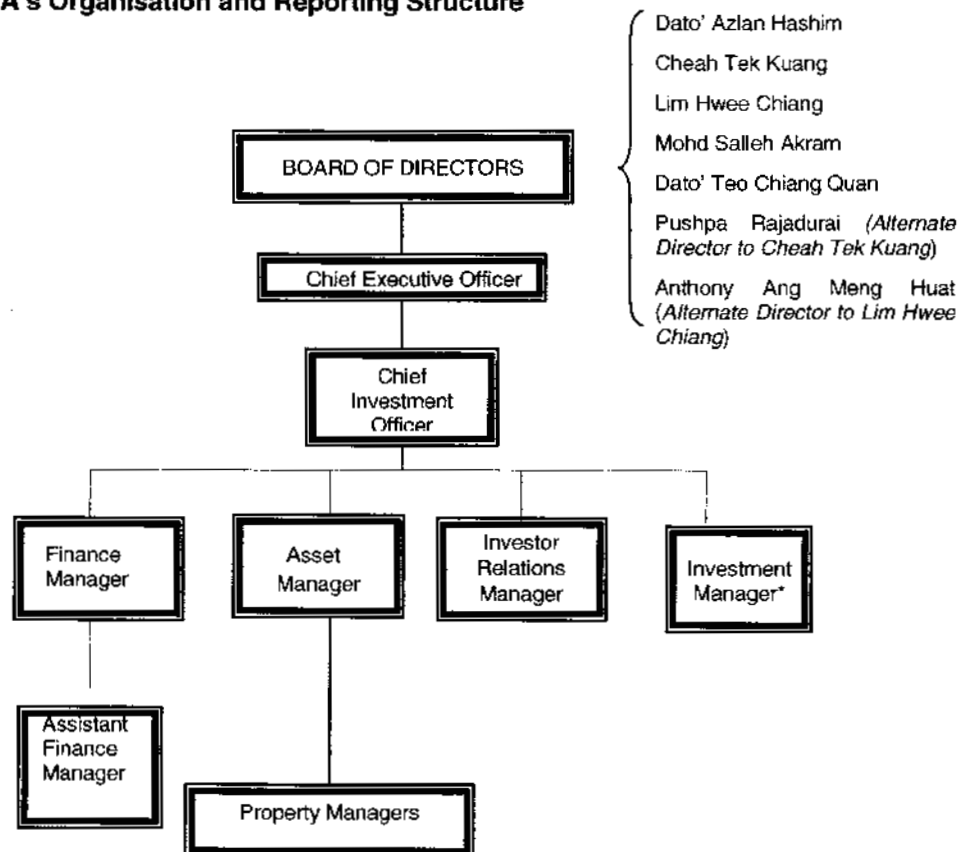 A's Organisation and Reporting Structure
Dato' Azlan Hashim
Cheah Tek Kuang
Lim Hwee Chiang
Mohd Salleh Akram
Dato' Teo Chiang Quan
Pushpa Rajadurai (Alternate
Director to Cheah Tek Kuang)
Anthony Ang Meng Huat
(Alternate Director to Lim Hwee
Chiang)
BOARD OF DIRECTORS
Chief Executive Officer
Chief
Investment
Officer
Finance
Manager
Asset
Manager
Investor
Relations
Manager
Investment
Manager*
Assistant
Finance
Manager
Property Managers